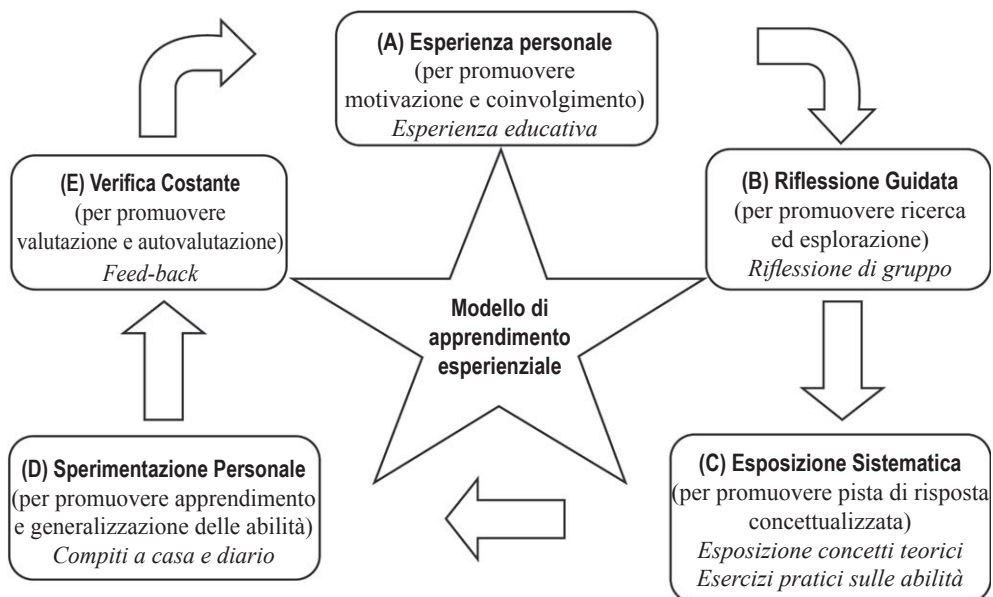 (A) Esperienza personale
(per promuovere
motivazione e coinvolgimento)
Esperienza educativa
(B) Riflessione Guidata
(per promuovere ricerca
ed esplorazione)
Riflessione di gruppo
(C) Esposizione Sistematica
(per promuovere pista di risposta
concettualizzata)
Esposizione concetti teorici
Esercizi pratici sulle abilità
(D) Sperimentazione Personale
(per promuovere apprendimento
e generalizzazione delle abilità)
Compiti a casa e diario
(E) Verifica Costante
(per promuovere
valutazione e autovalutazione)
Feed-back
Modello di
apprendimento
esperienziale